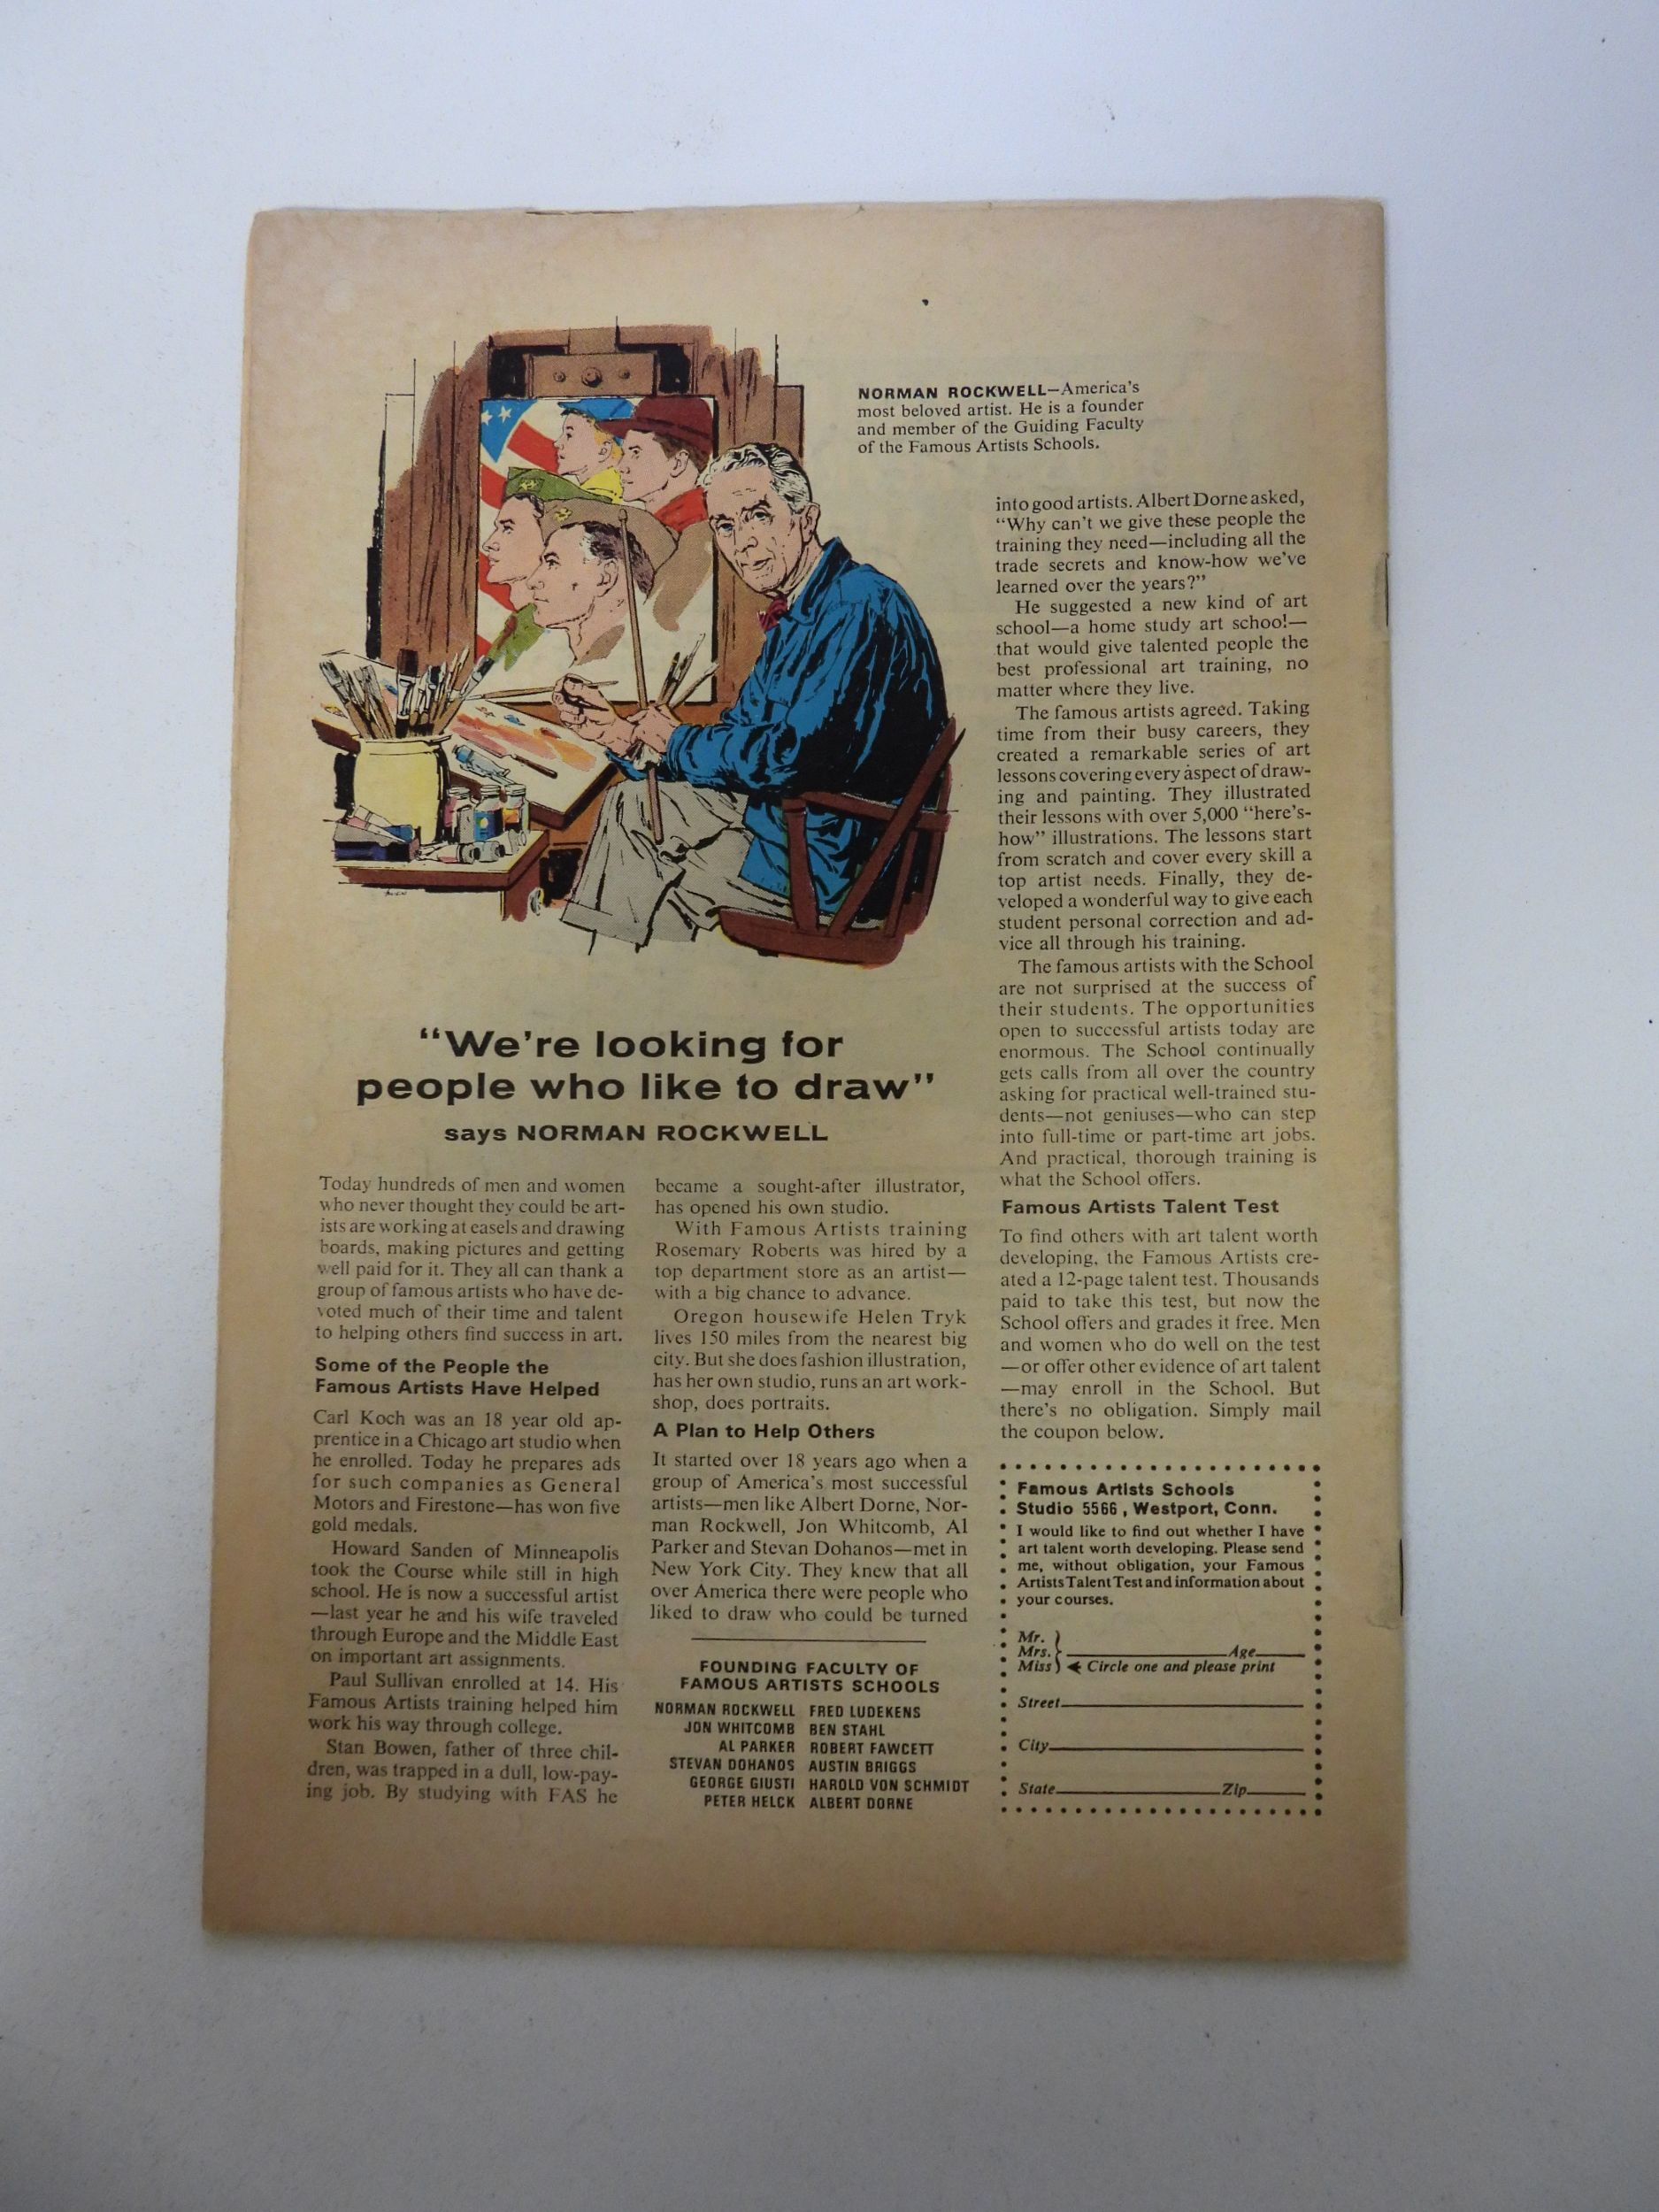 NORMAN ROCKWELL—America's
most beloved artist. He is a founder
and member of the Guiding Faculty
of the Famous Artists Schools.
"We're looking for
people who like to draw"
says NORMAN ROCKWELL
Today hundreds of men and women
who never thought they could be art-
ists are working at easels and drawing
boards, making pictures and getting
well paid for it. They all can thank a
group of famous artists who have de-
voted much of their time and talent
to helping others find success in art.
Some of the People the
Famous Artists Have Helped
Carl Koch was an 18 year old ap-
prentice in a Chicago art studio when
he enrolled. Today he prepares ads
for such companies as General
Motors and Firestone—has won five
gold medals.
Howard Sanden of Minneapolis
took the Course while still in high
school. He is now a successful artist
—last year he and his wife traveled
through Europe and the Middle East
on important art assignments.
Paul Sullivan enrolled at 14. His
Famous Artists training helped him
work his way through college.
Stan Bowen, father of three chil-
dren, was trapped in a dull, low-pay-
ing job. By studying with FAS he
became a sought-after illustrator,
has opened his own studio.
With Famous Artists training
Rosemary Roberts was hired by a
top department store as an artist—
with a big chance to advance.
Oregon housewife Helen Tryk
lives 150 miles from the nearest big
city. But she does fashion illustration,
has her own studio, runs an art work-
shop, does portraits.
A Plan to Help Others
It started over 18 years ago when a
group of America's most successful
artists—men like Albert Dorne, Nor-
man Rockwell, Jon Whitcomb, Al
Parker and Stevan Dohanos—met in
New York City. They knew that all
over America there were people who
liked to draw who could be turned
FOUNDING FACULTY OF
FAMOUS ARTISTS SCHOOLS
NORMAN ROCKWELL FRED LUDEKENS
JON WHITCOMB BEN STAHL
AL PARKER ROBERT FAWCETT
STEVAN DOHANOS AUSTIN BRIGGS
GEORGE GIUSTI HAROLD VON SCHMIDT
PETER HELCK ALBERT DORNE
into good artists. Albert Dorne asked,
"Why can't we give these people the
training they need—including all the
trade secrets and know-how we've
learned over the years?"
He suggested a new kind of art
school—a home study art school—
that would give talented people the
best professional art training, no
matter where they live.
The famous artists agreed. Taking
time from their busy careers, they
created a remarkable series of art
lessons covering every aspect of draw-
ing and painting. They illustrated
their lessons with over 5,000 "here's-
how" illustrations. The lessons start
from scratch and cover every skill a
top artist needs. Finally, they de-
veloped a wonderful way to give each
student personal correction and ad-
vice all through his training.
The famous artists with the School
are not surprised at the success of
their students. The opportunities
open to successful artists today are
enormous. The School continually
gets calls from all over the country
asking for practical well-trained stu-
dents—not geniuses—who can step
into full-time or part-time art jobs.
And practical, thorough training is
what the School offers.
Famous Artists Talent Test
To find others with art talent worth
developing, the Famous Artists cre-
ated a 12-page talent test. Thousands
paid to take this test, but now the
School offers and grades it free. Men
and women who do well on the test
—or offer other evidence of art talent
—may enroll in the School. But
there's no obligation. Simply mail
the coupon below.
Famous Artists Schools
Studio 5566, Westport, Conn.
I would like to find out whether I have
art talent worth developing. Please send
me, without obligation, your Famous
Artists Talent Test and information about
your courses.
Mr.
Mrs. Age
Miss Circle one and please print
Street
City
State Zip